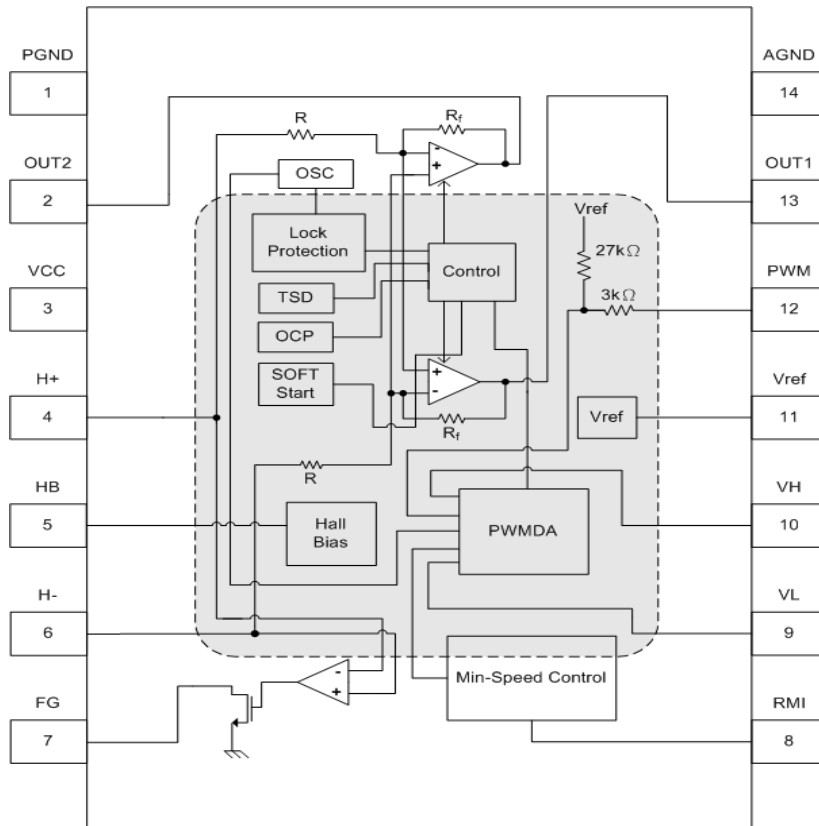 PGND
1
OUT2
2
VCC
3
H+
4
HB
5
H-
6
FG
7
AGND
14
OUT1
13
PWM
12
Vref
11
VH
10
VL
9
RMI
8
R
Rf
-
+
OSC
Lock
Protection
Control
TSD
OCP
SOFT
Start
+
-
Rf
R
Hall
Bias
Vref
27kΩ
3kΩ
Vref
PWMDA
Min-Speed Control
-
+